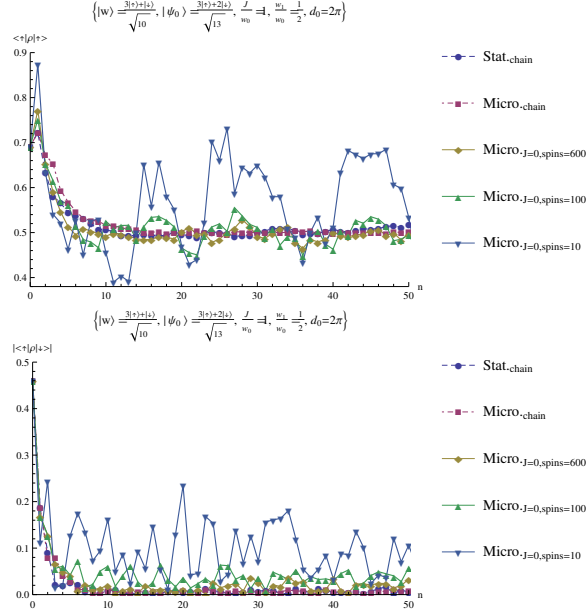 {|w⟩=3|↑⟩+|↓⟩/√10, |ψ0⟩=3|↑⟩+2|↓⟩/√13, J/w0=1, w1/w0=1/2, d0=2π}
<↑|ρ|↑>
0.9
0.8
0.7
0.6
0.5
0.4
0 10 20 30 40 50 n
Stat.chain
Micro.chain
Micro.J=0,spins=600
Micro.J=0,spins=100
Micro.J=0,spins=10
{|w⟩=3|↑⟩+|↓⟩/√10, |ψ0⟩=3|↑⟩+2|↓⟩/√13, J/w0=1, w1/w0=1/2, d0=2π}
|<↑|ρ|↓>|
0.5
0.4
0.3
0.2
0.1
0.0
0 10 20 30 40 50 n
Stat.chain
Micro.chain
Micro.J=0,spins=600
Micro.J=0,spins=100
Micro.J=0,spins=10